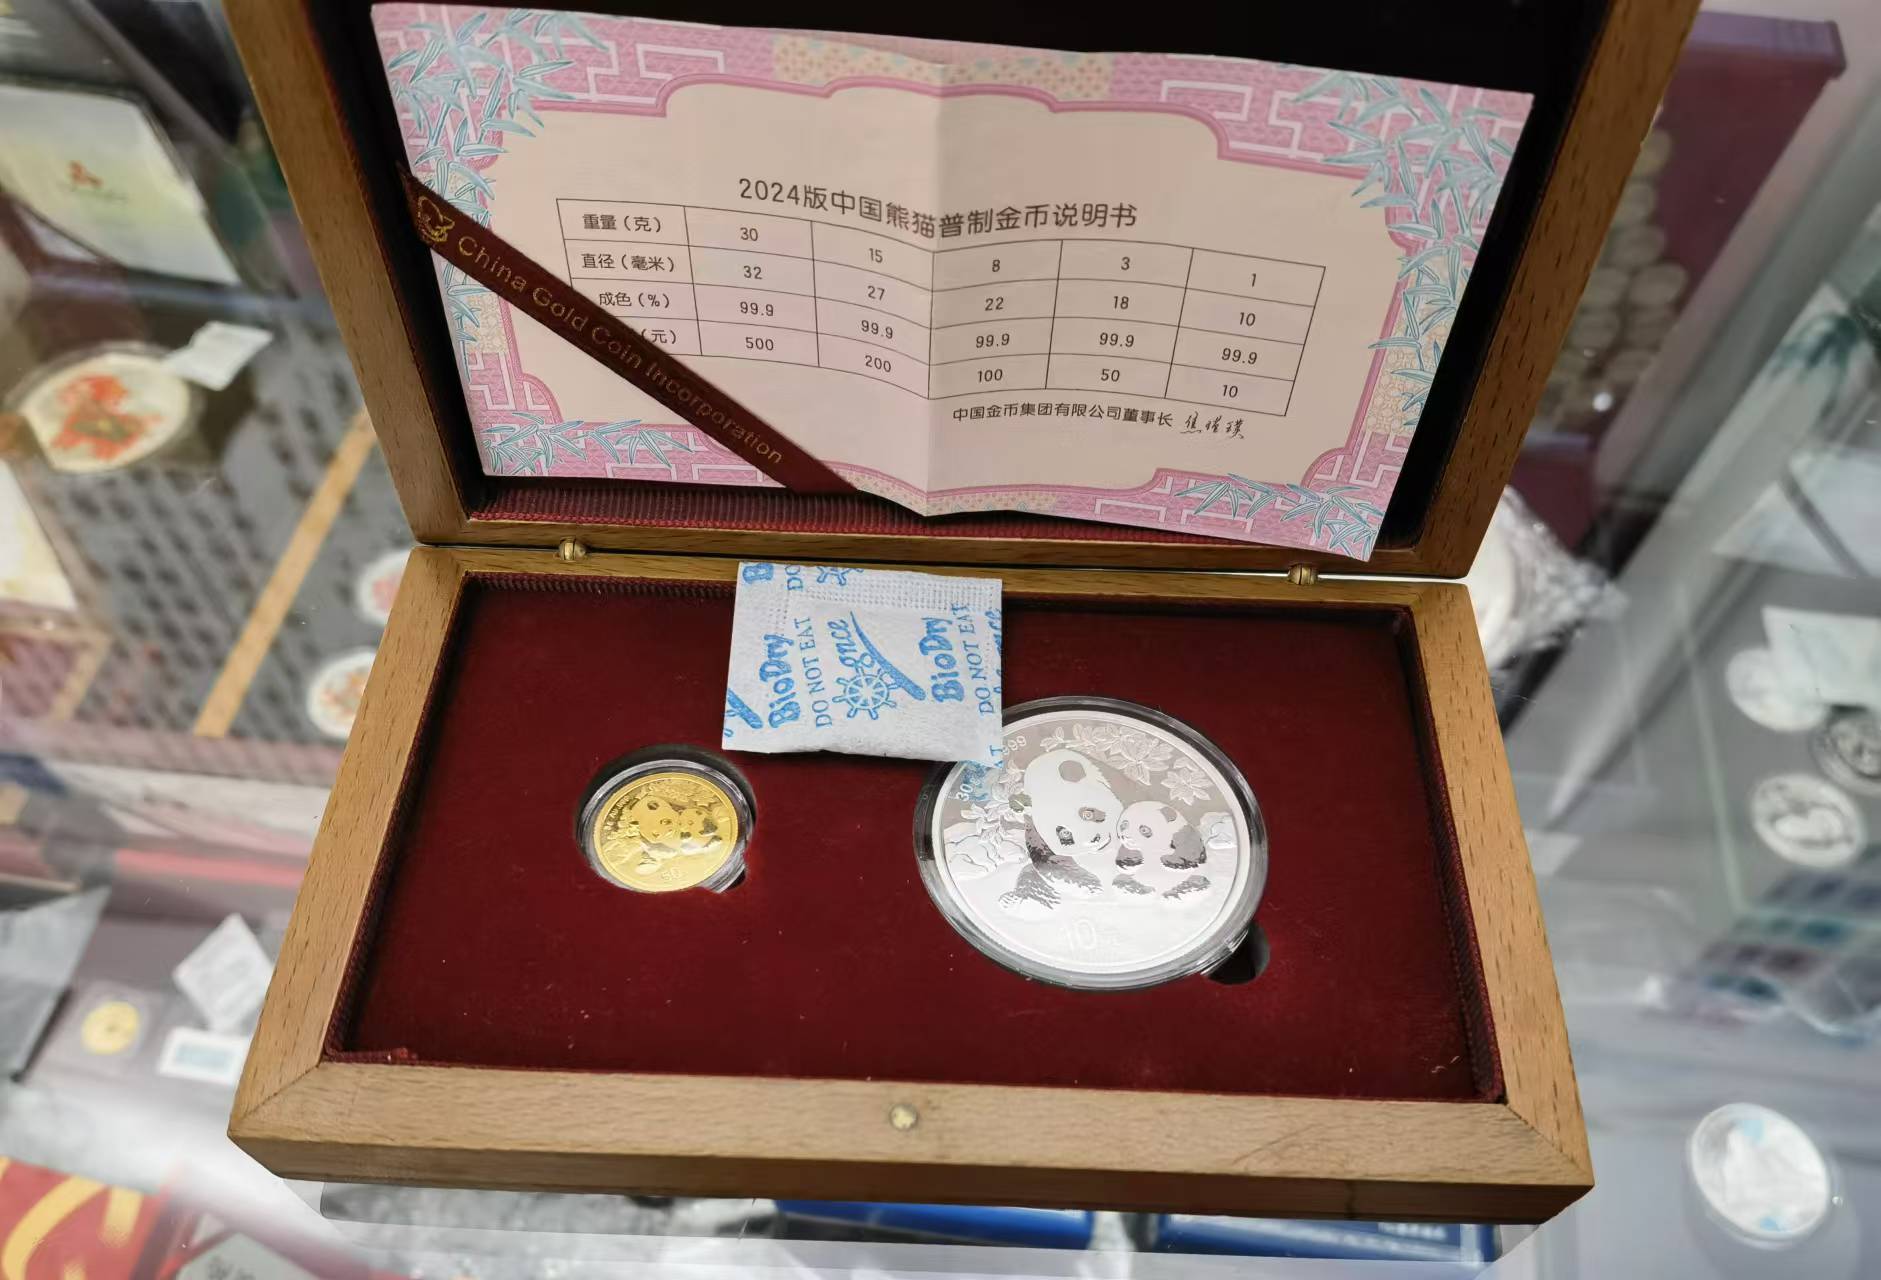 2024版中国熊猫普制金币说明书
重量（克） 30 15 8 3 1
直径（毫米） 32 27 22 18 10
成色（%） 99.9 99.9 99.9 99.9 99.9
（元） 500 200 100 50 10
中国金币集团有限公司董事长
China Gold Coin Incorporation
BioDry
DO NOT EAT
BioDry
DO NOT EAT
50
30
999
10元